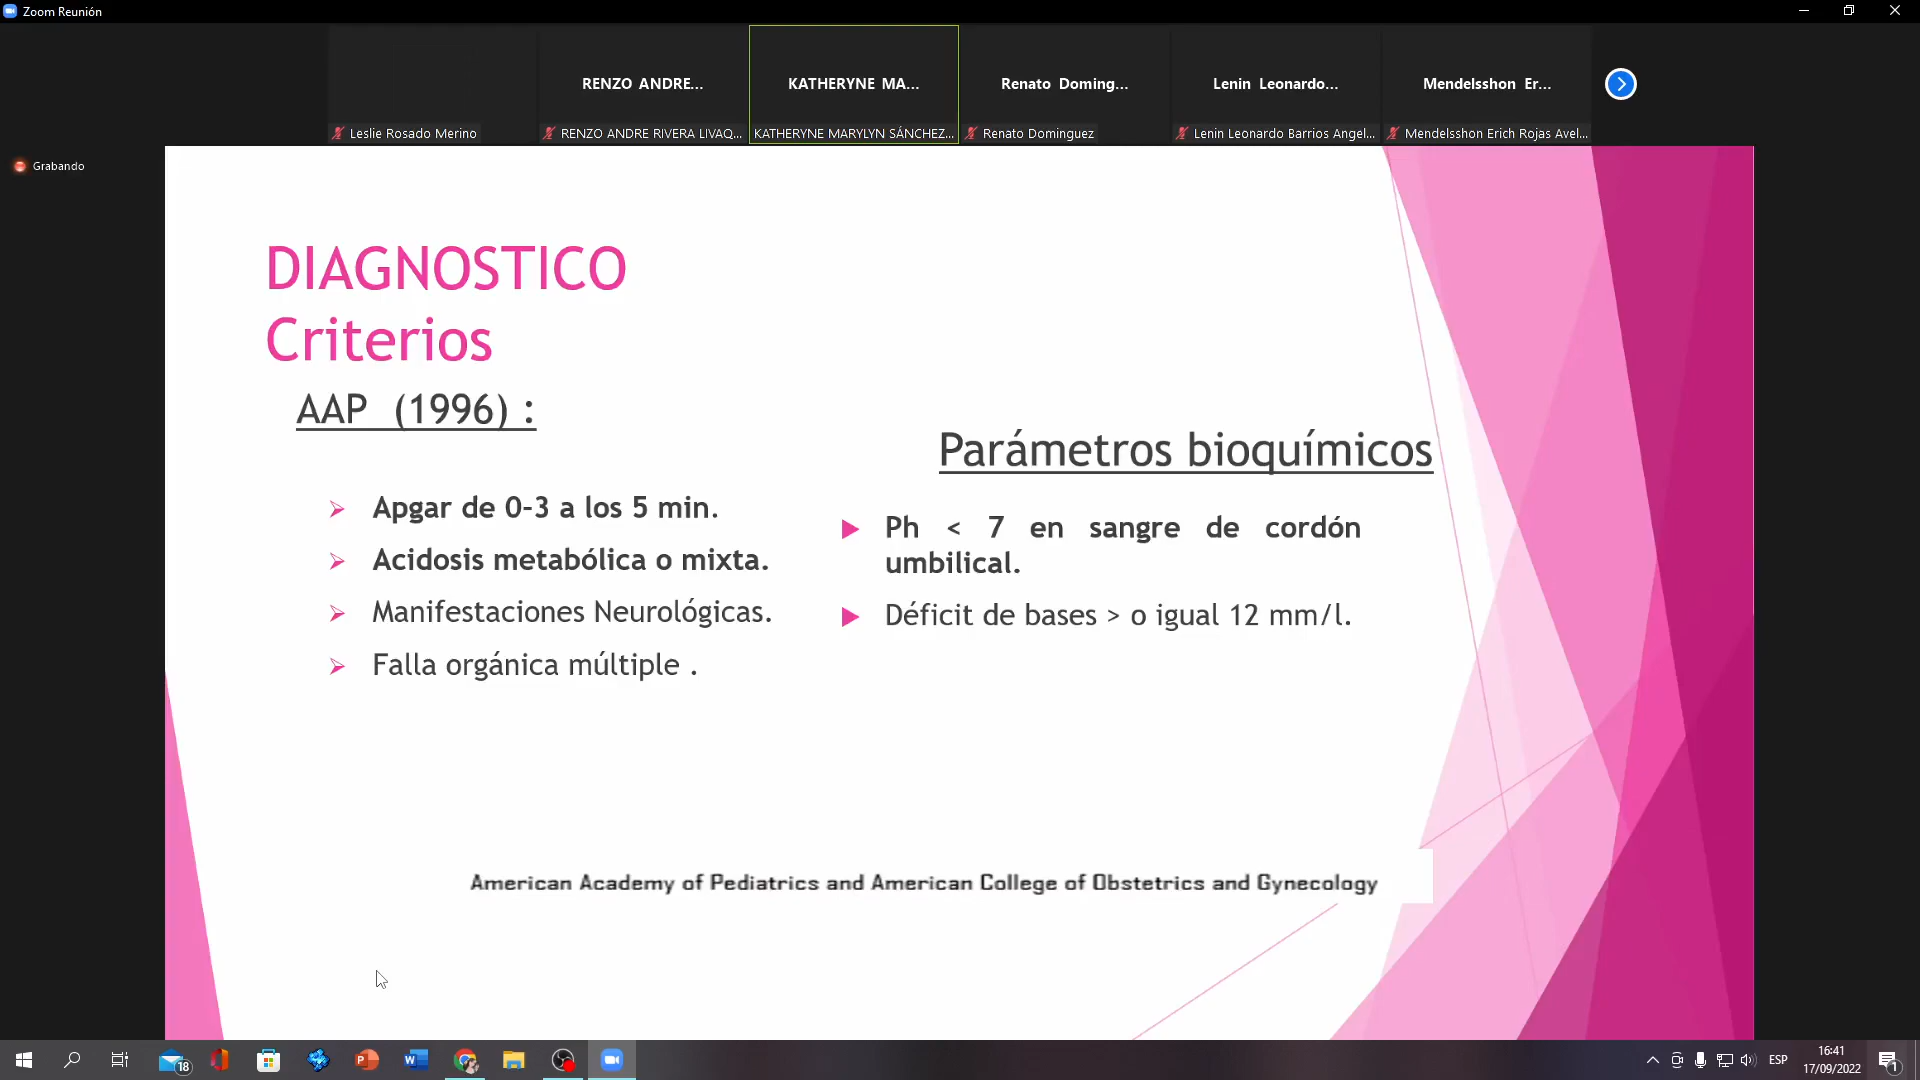 Zoom Reunión
RENZO ANDRE...
KATHERYNE MA...
Renato Doming...
Lenin Leonardo...
Mendelsshon Er...
Leslie Rosado Merino
RENZO ANDRE RIVERA LIVAQ...
KATHERYNE MARYLYN SÁNCHEZ...
Renato Dominguez
Lenin Leonardo Barrios Angel...
Mendelsshon Erich Rojas Avel...
Grabando
DIAGNOSTICO
Criterios
AAP (1996) :
Apgar de 0-3 a los 5 min.
Acidosis metabólica o mixta.
Manifestaciones Neurológicas.
Falla orgánica múltiple .
Parámetros bioquímicos
Ph < 7 en sangre de cordón
umbilical.
Déficit de bases > o igual 12 mm/l.
American Academy of Pediatrics and American College of Obstetrics and Gynecology
18
ESP
16:41
17/09/2022
1